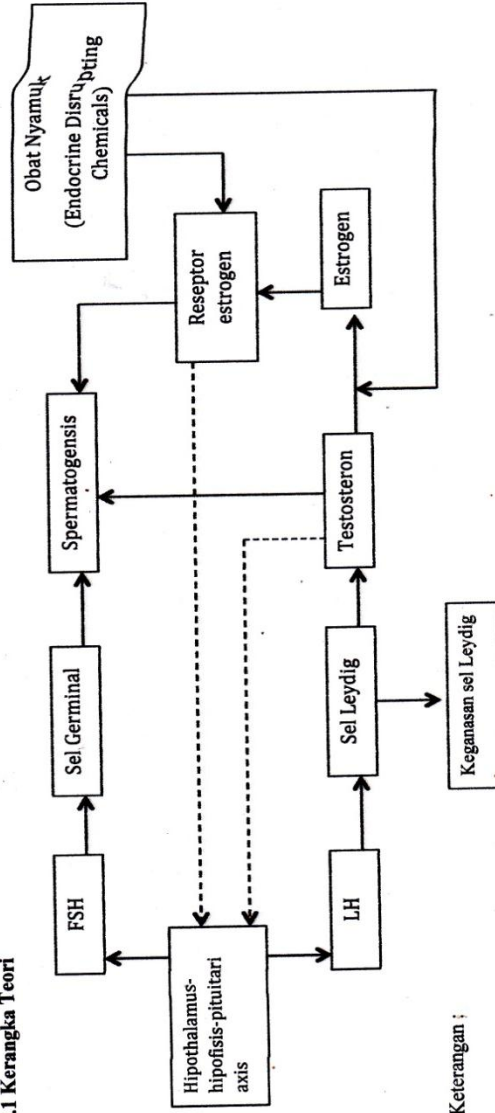 .1 Kerangka Teori
Obat Nyamuk
(Endocrine Disrupting
Chemicals)
FSH
Sel Germinal
Spermatogensis
Reseptor
estrogen
Hipothalamus-
hipofisis-pituitari
axis
Estrogen
LH
Sel Leydig
Testosteron
Keganasan sel Leydig
Keterangan ;